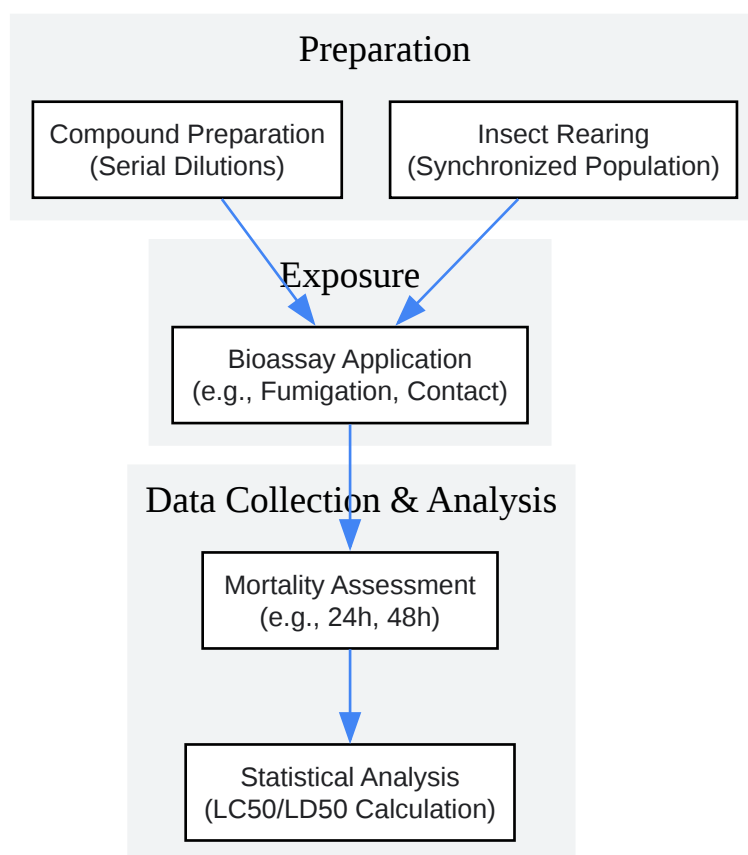 Preparation
Compound Preparation
(Serial Dilutions)
Insect Rearing
(Synchronized Population)
Exposure
Bioassay Application
(e.g., Fumigation, Contact)
Data Collection & Analysis
Mortality Assessment
(e.g., 24h, 48h)
Statistical Analysis
(LC50/LD50 Calculation)